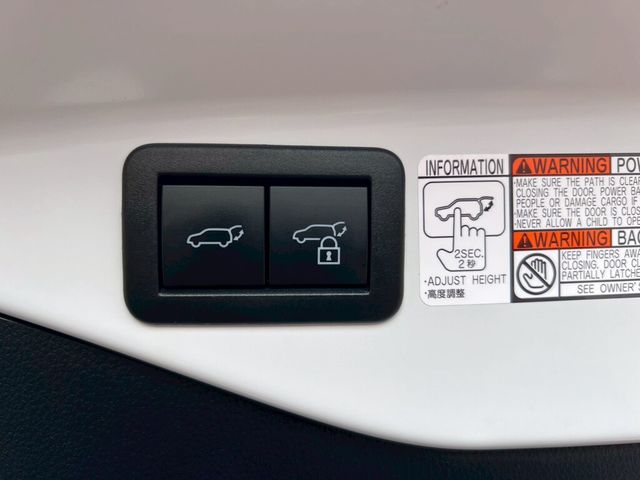 INFORMATION
2SEC.
2秒
·ADJUST HEIGHT
·高度調整
WARNING POW
·MAKE SURE THE PATH IS CLEAR
CLOSING THE DOOR. POWER BA
PEOPLE OR DAMAGE CARGO IF
·MAKE SURE THE DOOR IS CLOS
·NEVER ALLOW A CHILD TO OPE
WARNING BAC
KEEP FINGERS AWA
CLOSING. DOOR CL
PARTIALLY LATCHE
SEE OWNER'S